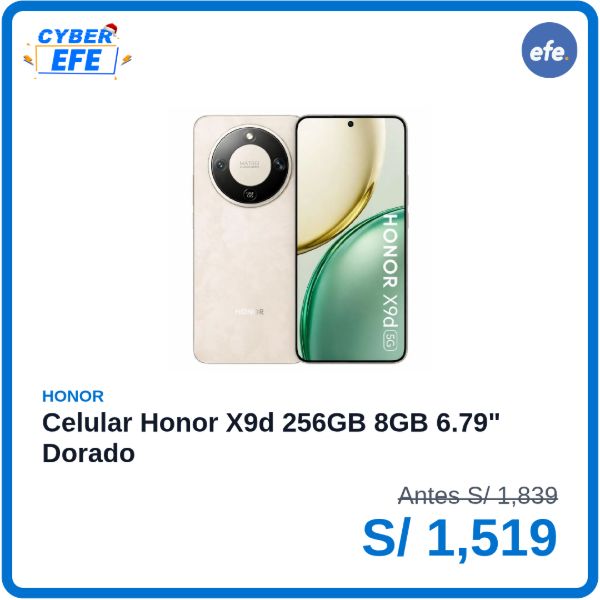 CYBER
EFE
efe.
HONOR
HONOR X9d 5G
HONOR
Celular Honor X9d 256GB 8GB 6.79"
Dorado
Antes S/ 1,839
S/ 1,519